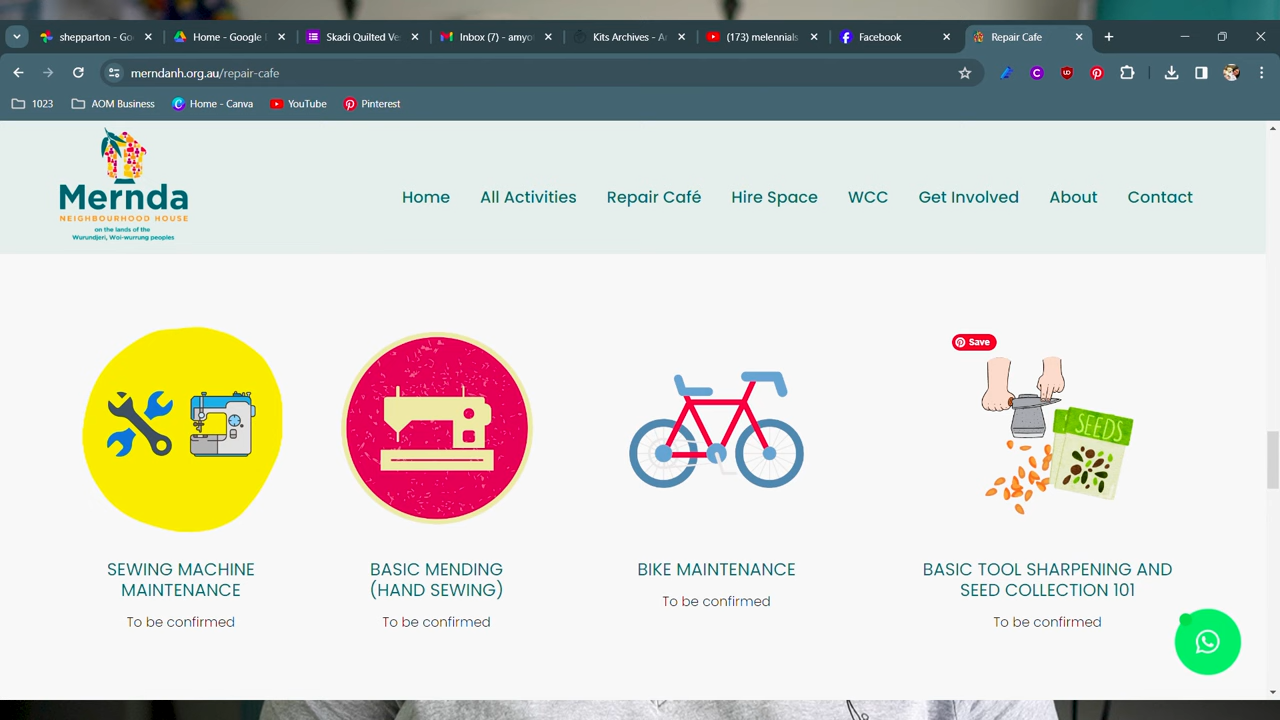 shepparton - Go
Home - Google
Skadi Quilted Ve
Inbox (7) - amyo
Kits Archives - A
(173) melennials
Facebook
Repair Cafe
merndanh.org.au/repair-cafe
1023
AOM Business
Home - Canva
YouTube
Pinterest
Mernda
NEIGHBOURHOOD HOUSE
on the lands of the
Wurundjeri, Woi-wurrung peoples
Home
All Activities
Repair Café
Hire Space
WCC
Get Involved
About
Contact
Save
SEEDS
SEWING MACHINE
MAINTENANCE
To be confirmed
BASIC MENDING
(HAND SEWING)
To be confirmed
BIKE MAINTENANCE
To be confirmed
BASIC TOOL SHARPENING AND
SEED COLLECTION 101
To be confirmed